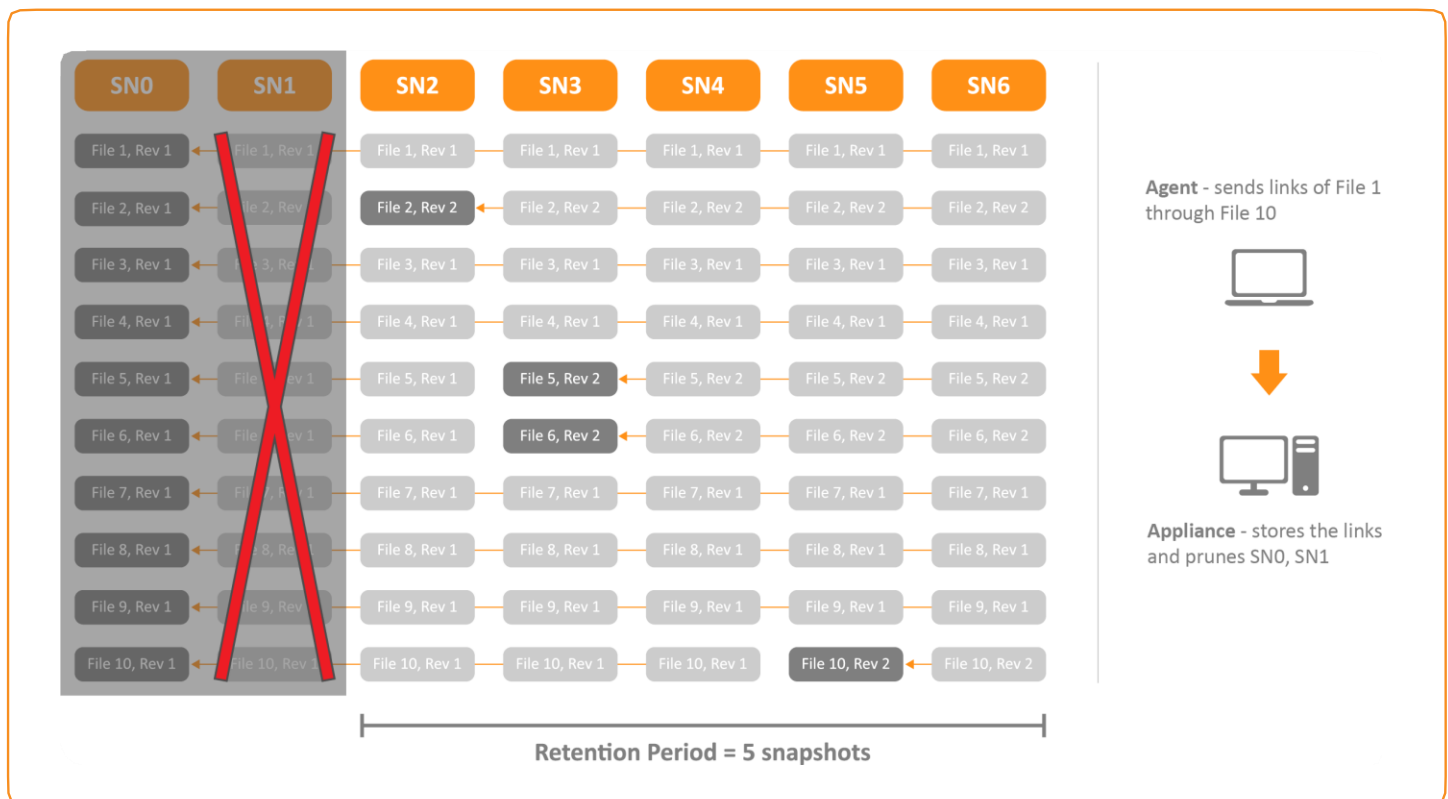 SN0 SN1 SN2 SN3 SN4 SN5 SN6
File 1, Rev 1 File 1, Rev 1 File 1, Rev 1 File 1, Rev 1 File 1, Rev 1 File 1, Rev 1 File 1, Rev 1
File 2, Rev 1 File 2, Rev File 2, Rev 2 File 2, Rev 2 File 2, Rev 2 File 2, Rev 2 File 2, Rev 2
File 3, Rev 1 File 3, Rev 1 File 3, Rev 1 File 3, Rev 1 File 3, Rev 1 File 3, Rev 1
File 4, Rev 1 File 4, Rev 1 File 4, Rev 1 File 4, Rev 1 File 4, Rev 1 File 4, Rev 1
File 5, Rev 1 File 5, Rev 1 File 5, Rev 2 File 5, Rev 2 File 5, Rev 2 File 5, Rev 2
File 6, Rev 1 File 6, Rev 1 File 6, Rev 2 File 6, Rev 2 File 6, Rev 2 File 6, Rev 2
File 7, Rev 1 File 7, Rev 1 File 7, Rev 1 File 7, Rev 1 File 7, Rev 1 File 7, Rev 1
File 8, Rev 1 File 8, Rev 1 File 8, Rev 1 File 8, Rev 1 File 8, Rev 1 File 8, Rev 1
File 9, Rev 1 File 9, Rev File 9, Rev 1 File 9, Rev 1 File 9, Rev 1 File 9, Rev 1 File 9, Rev 1
File 10, Rev 1 File 10, Rev 1 File 10, Rev 1 File 10, Rev 1 File 10, Rev 1 File 10, Rev 2 File 10, Rev 2
Retention Period = 5 snapshots
Agent - sends links of File 1
through File 10
Appliance - stores the links
and prunes SN0, SN1